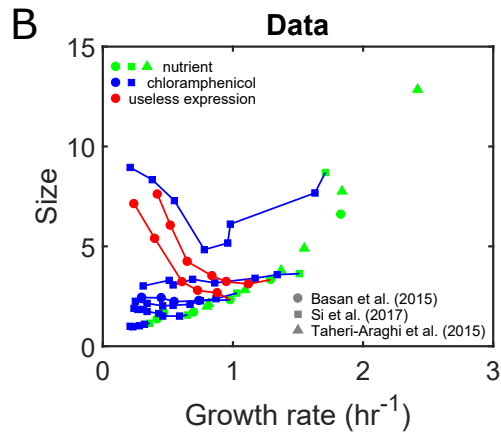 B
Data
15
10
5
0
Size
nutrient
chloramphenicol
useless expression
Basan et al. (2015)
Si et al. (2017)
Taheri-Araghi et al. (2015)
0 1 2 3
Growth rate (hr⁻¹)